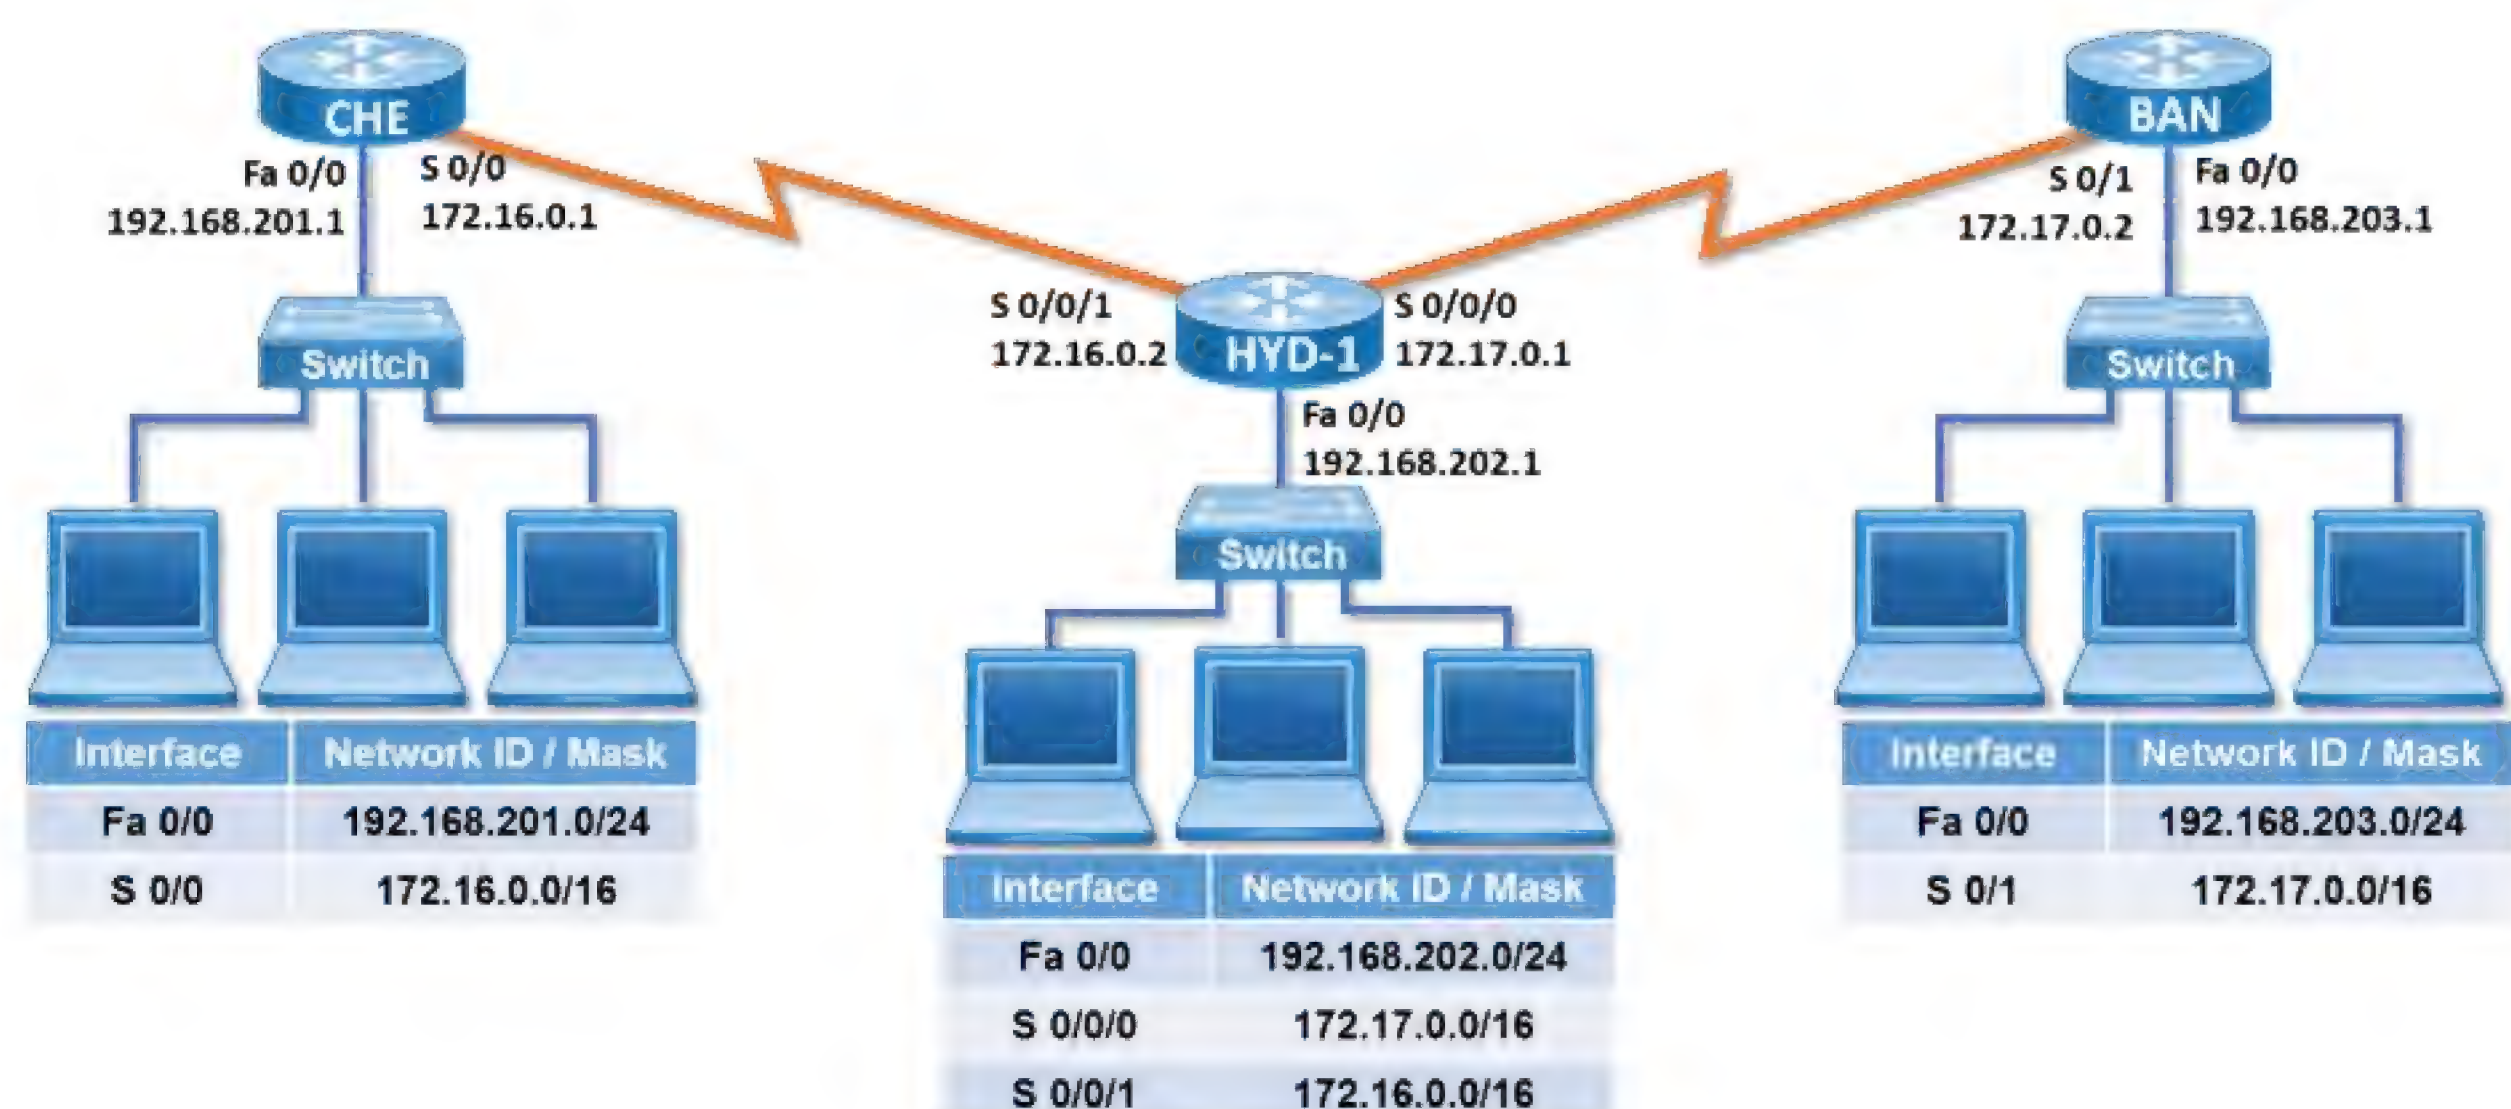 CHE
Fa 0/0
192.168.201.1
S 0/0
172.16.0.1
Switch
Interface Network ID / Mask
Fa 0/0 192.168.201.0/24
S 0/0 172.16.0.0/16
S 0/0/1
172.16.0.2
HYD-1
S 0/0/0
172.17.0.1
Fa 0/0
192.168.202.1
Switch
Interface Network ID / Mask
Fa 0/0 192.168.202.0/24
S 0/0/0 172.17.0.0/16
S 0/0/1 172.16.0.0/16
BAN
S 0/1
172.17.0.2
Fa 0/0
192.168.203.1
Switch
Interface Network ID / Mask
Fa 0/0 192.168.203.0/24
S 0/1 172.17.0.0/16